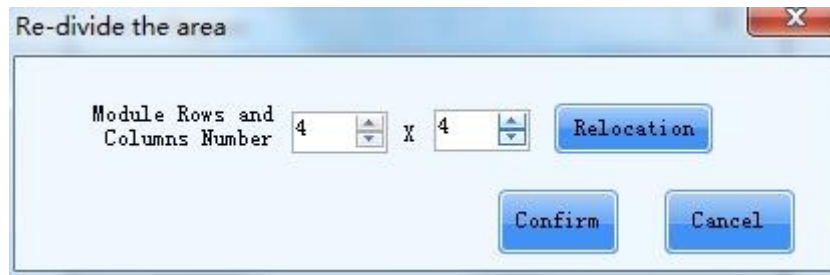 Re-divide the area
Module Rows and
Columns Number 4 X 4 Relocation
Confirm Cancel